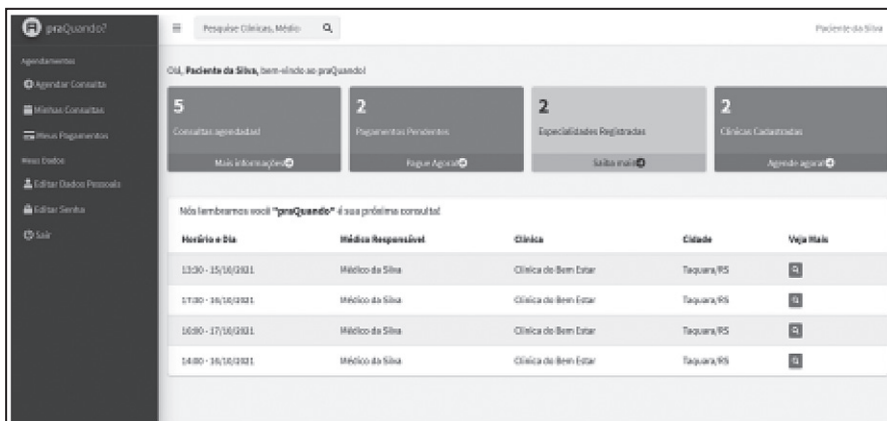 praQuando?
Pesquise Clínicas, Médio
Paciente da Silva
Agendamentos
Agendar Consulta
Minhas Consultas
Meus Pagamentos
Meus Dados
Editar Dados Pessoais
Editar Senha
Sair
Olá, Paciente da Silva, bem-vindo ao praQuando!
5
Consultas agendadas!
Mais informações
2
Pagamentos Pendentes
Pague Agora!
2
Especialidades Registradas
Saiba mais
2
Clínicas Cadastradas
Agende agora!
Nós lembramos você "praQuando" é sua próxima consulta!
Horário e Dia Médico Responsável Clínica Cidade Veja Mais
13:30 - 15/10/2021 Médico da Silva Clínica do Bem Estar Taquara/RS
17:00 - 16/10/2021 Médico da Silva Clínica do Bem Estar Taquara/RS
16:00 - 17/10/2021 Médico da Silva Clínica do Bem Estar Taquara/RS
14:00 - 16/10/2021 Médico da Silva Clínica do Bem Estar Taquara/RS